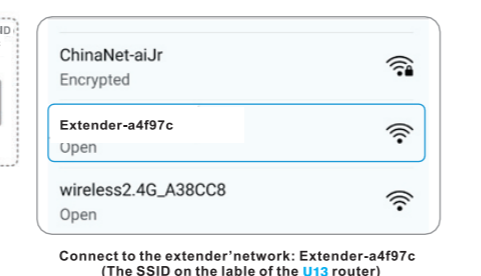 ID
ChinaNet-aiJr
Encrypted
Extender-a4f97c
Open
wireless2.4G_A38CC8
Open
Connect to the extender'network: Extender-a4f97c
(The SSID on the lable of the U13 router)